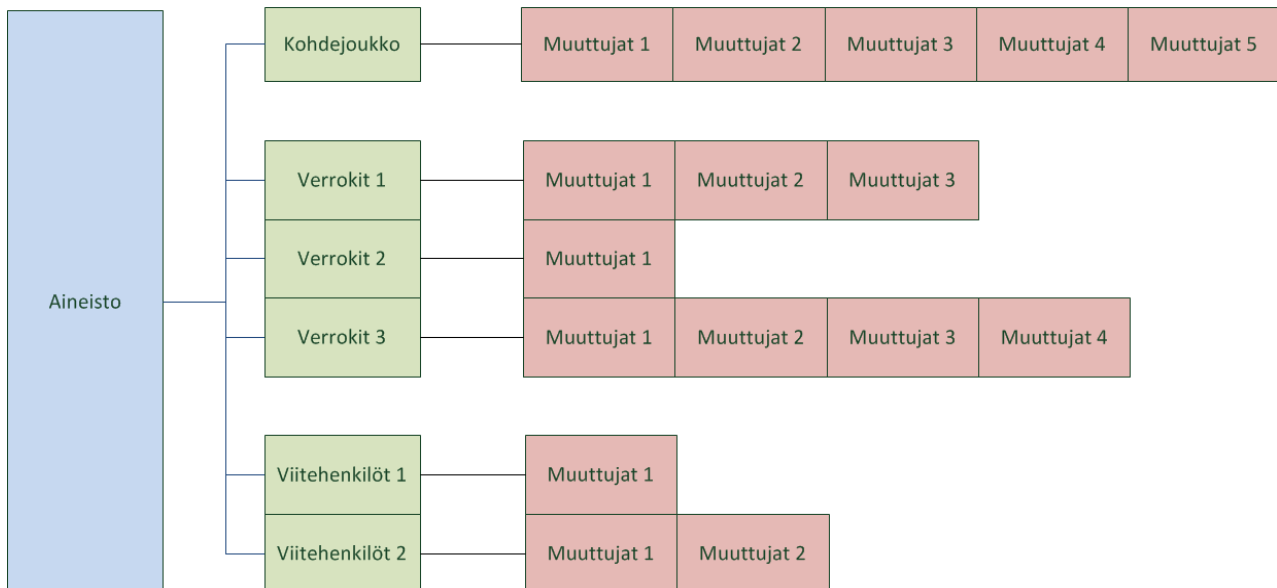 Aineisto
Kohdejoukko
Muuttujat 1
Muuttujat 2
Muuttujat 3
Muuttujat 4
Muuttujat 5
Verrokit 1
Muuttujat 1
Muuttujat 2
Muuttujat 3
Verrokit 2
Muuttujat 1
Verrokit 3
Muuttujat 1
Muuttujat 2
Muuttujat 3
Muuttujat 4
Viitehenkilöt 1
Muuttujat 1
Viitehenkilöt 2
Muuttujat 1
Muuttujat 2